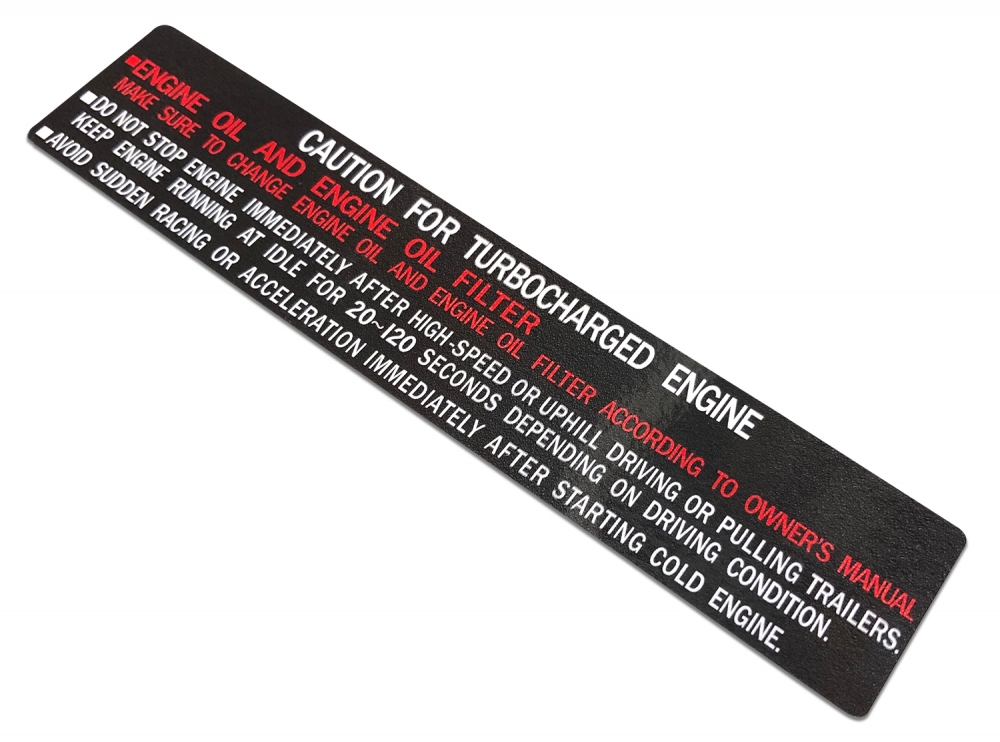 CAUTION FOR TURBOCHARGED ENGINE
■ENGINE OIL AND ENGINE OIL FILTER
MAKE SURE TO CHANGE ENGINE OIL AND ENGINE OIL FILTER ACCORDING TO OWNER'S MANUAL
■DO NOT STOP ENGINE IMMEDIATELY AFTER HIGH-SPEED OR UPHILL DRIVING OR PULLING TRAILERS.
KEEP ENGINE RUNNING AT IDLE FOR 20~120 SECONDS DEPENDING ON DRIVING CONDITION.
■AVOID SUDDEN RACING OR ACCELERATION IMMEDIATELY AFTER STARTING COLD ENGINE.